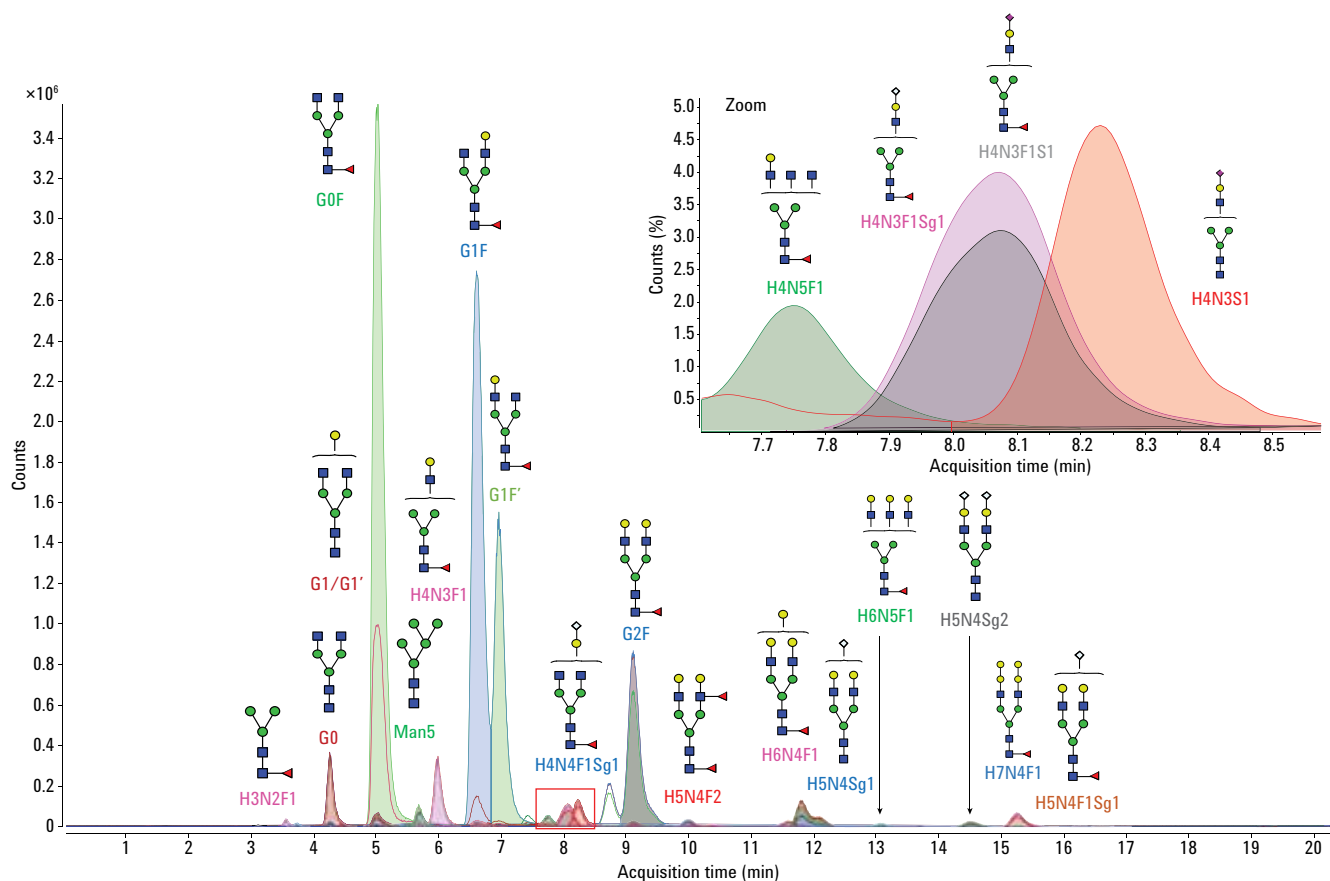 ×10⁶
3.4
3.2
3.0
2.8
2.6
2.4
2.2
2.0
1.8
1.6
1.4
1.2
1.0
0.8
0.6
0.4
0.2
0
Counts
1 2 3 4 5 6 7 8 9 10 11 12 13 14 15 16 17 18 19 20
Acquisition time (min)
H3N2F1
G0
G1/G1’
G0F
Man5
H4N3F1
G1F
G1F’
H4N4F1Sg1
G2F
H5N4F2
H6N4F1
H5N4Sg1
H6N5F1
H5N4Sg2
H7N4F1
H5N4F1Sg1
Zoom
5.0
4.5
4.0
3.5
3.0
2.5
2.0
1.5
1.0
0.5
Counts (%)
H4N5F1
H4N3F1Sg1
H4N3F1S1
H4N3S1
7.7 7.8 7.9 8.0 8.1 8.2 8.3 8.4 8.5
Acquisition time (min)